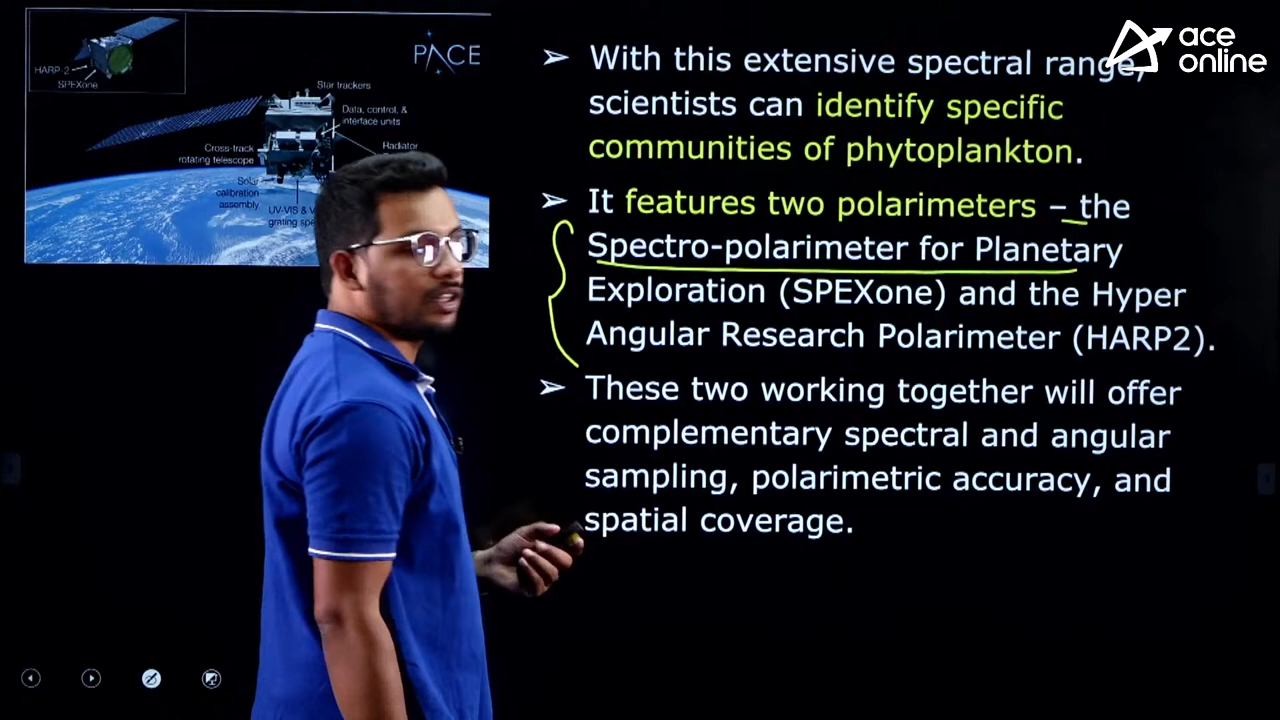 PACE
HARP-2
SPEXone
Star trackers
Data, control, &
interface units
Cross-track
rotating telescope
Radiator
Solar
calibration
assembly
UV-VIS &
grating
➢ With this extensive spectral range,
scientists can identify specific
communities of phytoplankton.
➢ It features two polarimeters – the
Spectro-polarimeter for Planetary
Exploration (SPEXone) and the Hyper
Angular Research Polarimeter (HARP2).
➢ These two working together will offer
complementary spectral and angular
sampling, polarimetric accuracy, and
spatial coverage.
ace
online